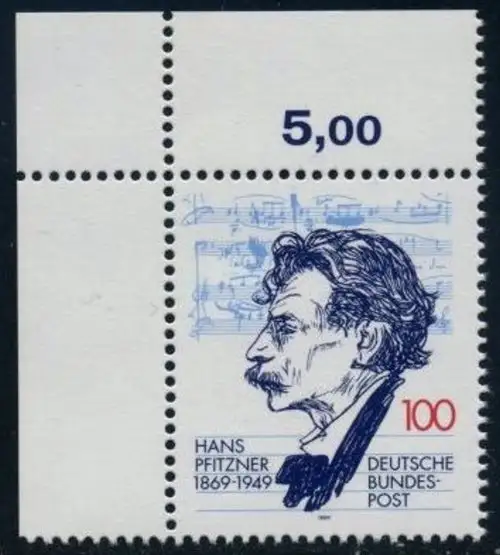 5,00
100
HANS
PFITZNER
1869-1949
DEUTSCHE
BUNDES-
POST